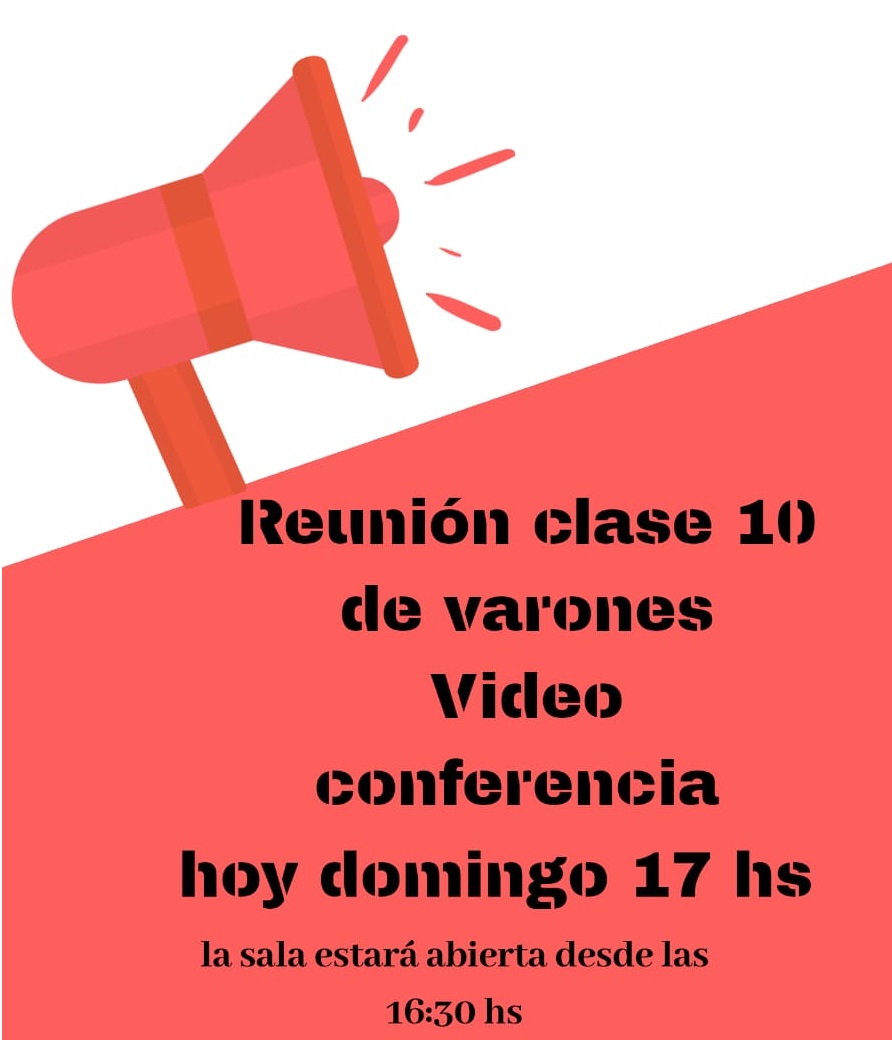 Reunión clase 10
de varones
Video
conferencia
hoy domingo 17 hs
la sala estará abierta desde las
16:30 hs